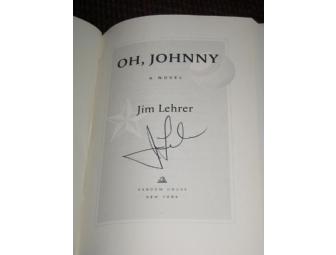 OH, JOHNNY
A NOVEL
Jim Lehrer
RANDOM HOUSE
NEW YORK